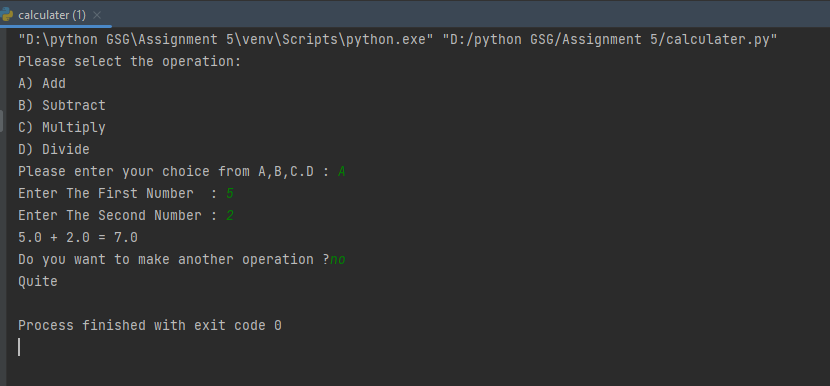 calculater (1)
"D:\python GSG\Assignment 5\venv\Scripts\python.exe" "D:/python GSG/Assignment 5/calculater.py"
Please select the operation:
A) Add
B) Subtract
C) Multiply
D) Divide
Please enter your choice from A,B,C.D : A
Enter The First Number  : 5
Enter The Second Number : 2
5.0 + 2.0 = 7.0
Do you want to make another operation ?no
Quite
Process finished with exit code 0